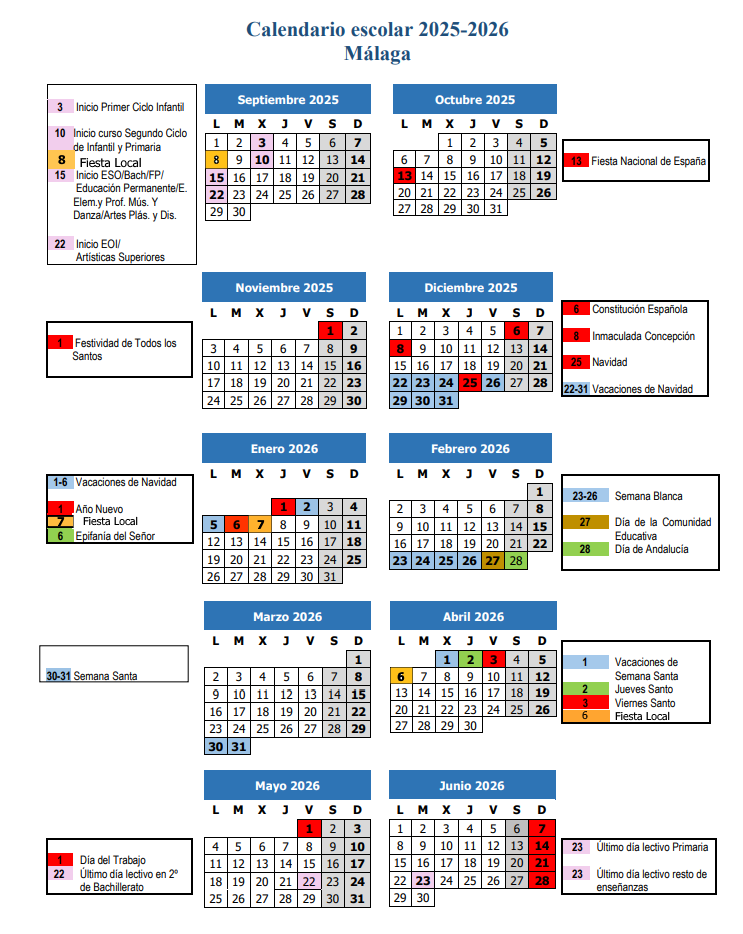 Calendario escolar 2025-2026
Málaga
3 Inicio Primer Ciclo Infantil
10 Inicio curso Segundo Ciclo
de Infantil y Primaria
8 Fiesta Local
15 Inicio ESO/Bach/FP/
Educación Permanente/E.
Elem.y Prof. Mús. Y
Danza/Artes Plás. y Dis.
22 Inicio EOI/
Artísticas Superiores
Septiembre 2025
L M X J V S D
1 2 3 4 5 6 7
8 9 10 11 12 13 14
15 16 17 18 19 20 21
22 23 24 25 26 27 28
29 30
Octubre 2025
L M X J V S D
1 2 3 4 5
6 7 8 9 10 11 12
13 14 15 16 17 18 19
20 21 22 23 24 25 26
27 28 29 30 31
13 Fiesta Nacional de España
1 Festividad de Todos los
Santos
Noviembre 2025
L M X J V S D
1 2
3 4 5 6 7 8 9
10 11 12 13 14 15 16
17 18 19 20 21 22 23
24 25 26 27 28 29 30
Diciembre 2025
L M X J V S D
1 2 3 4 5 6 7
8 9 10 11 12 13 14
15 16 17 18 19 20 21
22 23 24 25 26 27 28
29 30 31
6 Constitución Española
8 Inmaculada Concepción
25 Navidad
22-31 Vacaciones de Navidad
1-6 Vacaciones de Navidad
1 Año Nuevo
7 Fiesta Local
6 Epifanía del Señor
Enero 2026
L M X J V S D
1 2 3 4
5 6 7 8 9 10 11
12 13 14 15 16 17 18
19 20 21 22 23 24 25
26 27 28 29 30 31
Febrero 2026
L M X J V S D
1
2 3 4 5 6 7 8
9 10 11 12 13 14 15
16 17 18 19 20 21 22
23 24 25 26 27 28
23-26 Semana Blanca
27 Día de la Comunidad
Educativa
28 Día de Andalucía
30-31 Semana Santa
Marzo 2026
L M X J V S D
1
2 3 4 5 6 7 8
9 10 11 12 13 14 15
16 17 18 19 20 21 22
23 24 25 26 27 28 29
30 31
Abril 2026
L M X J V S D
1 2 3 4 5
6 7 8 9 10 11 12
13 14 15 16 17 18 19
20 21 22 23 24 25 26
27 28 29 30
1 Vacaciones de
Semana Santa
2 Jueves Santo
3 Viernes Santo
6 Fiesta Local
1 Día del Trabajo
22 Último día lectivo en 2º
de Bachillerato
Mayo 2026
L M X J V S D
1 2 3
4 5 6 7 8 9 10
11 12 13 14 15 16 17
18 19 20 21 22 23 24
25 26 27 28 29 30 31
Junio 2026
L M X J V S D
1 2 3 4 5 6 7
8 9 10 11 12 13 14
15 16 17 18 19 20 21
22 23 24 25 26 27 28
29 30
23 Último día lectivo Primaria
23 Último día lectivo resto de
enseñanzas